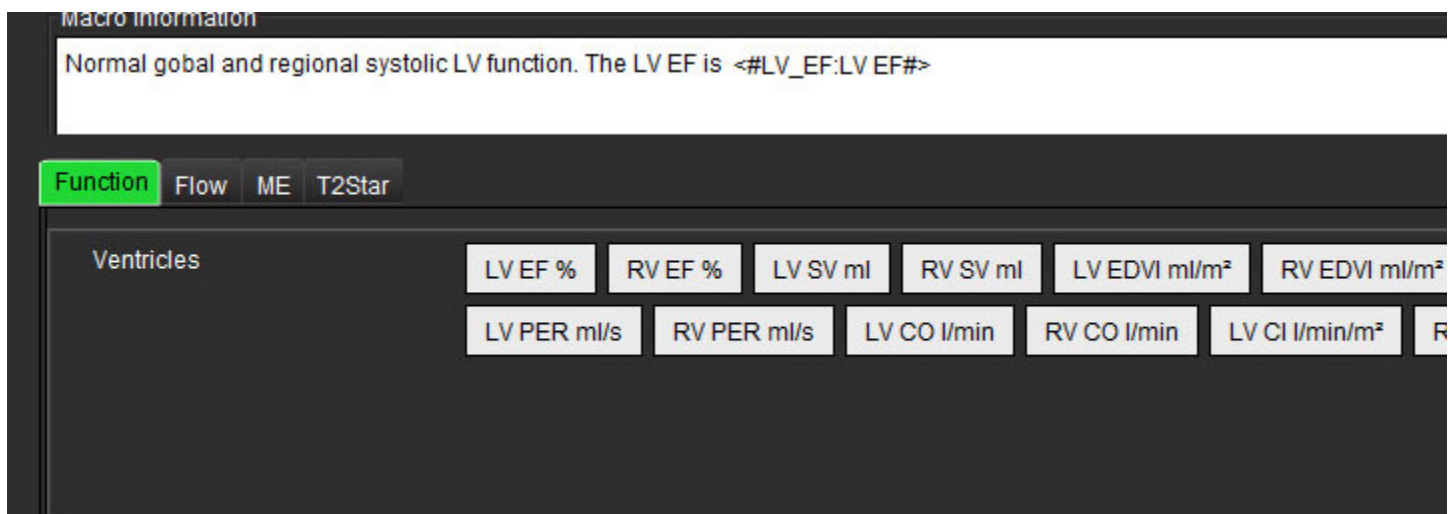 Macro Information
Normal gobal and regional systolic LV function. The LV EF is <#LV_EF:LV EF#>
Function Flow ME T2Star
Ventricles LV EF % RV EF % LV SV ml RV SV ml LV EDVI ml/m² RV EDVI ml/m²
LV PER ml/s RV PER ml/s LV CO l/min RV CO l/min LV CI l/min/m² R